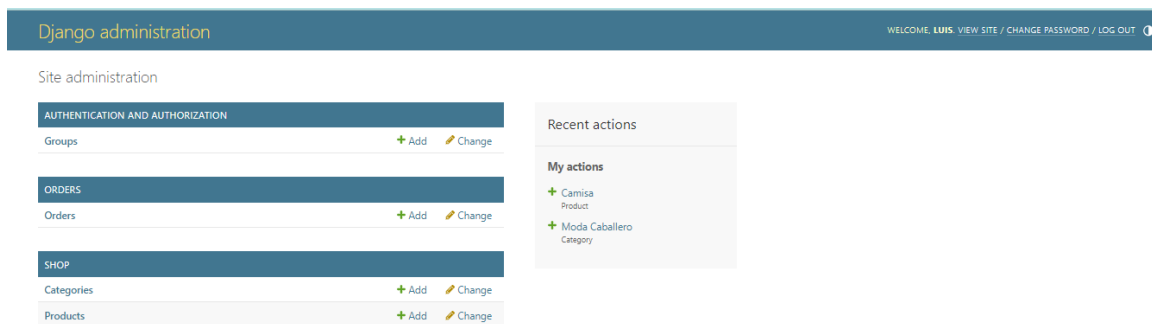 Django administration
WELCOME, LUIS. VIEW SITE / CHANGE PASSWORD / LOG OUT
Site administration
AUTHENTICATION AND AUTHORIZATION
Groups + Add Change
ORDERS
Orders + Add Change
SHOP
Categories + Add Change
Products + Add Change
Recent actions
My actions
+ Camisa
Product
+ Moda Caballero
Category